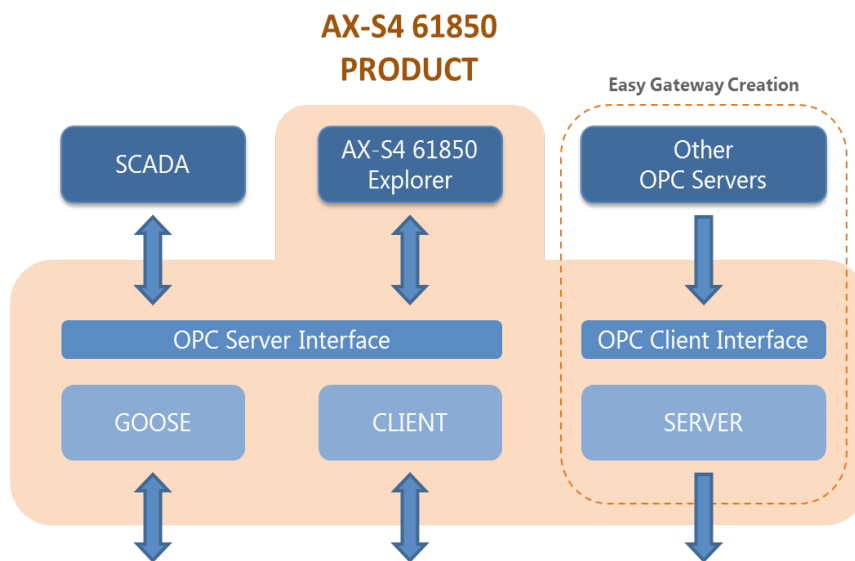 AX-S4 61850
PRODUCT
Easy Gateway Creation
SCADA
AX-S4 61850
Explorer
Other
OPC Servers
OPC Server Interface
OPC Client Interface
GOOSE
CLIENT
SERVER